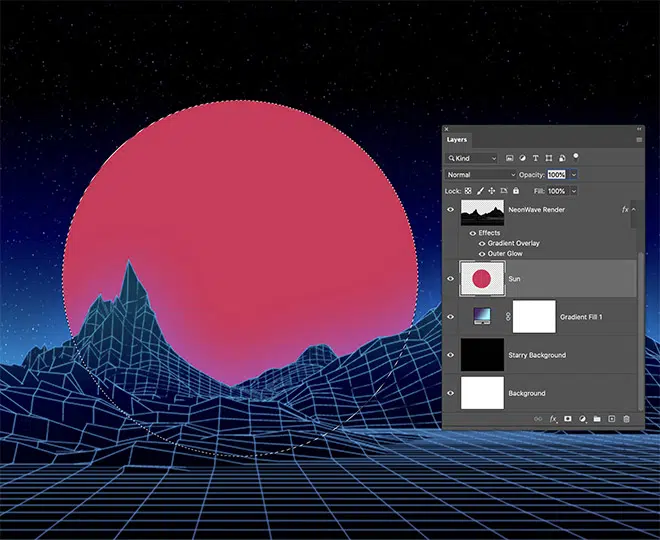 Layers
Kind
Normal Opacity: 100%
Lock: Fill: 100%
NeonWave Render fx
Effects
Gradient Overlay
Outer Glow
Sun
Gradient Fill 1
Starry Background
Background
fx